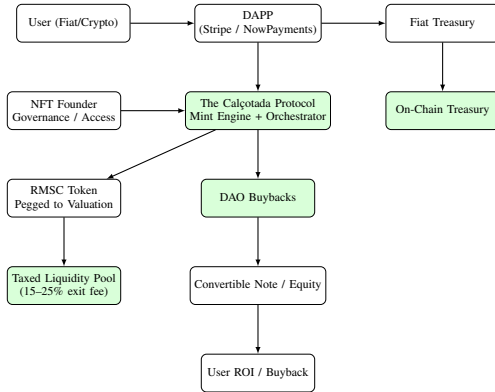 User (Fiat/Crypto)
DAPP
(Stripe / NowPayments)
Fiat Treasury
NFT Founder
Governance / Access
The Calçotada Protocol
Mint Engine + Orchestrator
On-Chain Treasury
RMSC Token
Pegged to Valuation
DAO Buybacks
Taxed Liquidity Pool
(15–25% exit fee)
Convertible Note / Equity
User ROI / Buyback